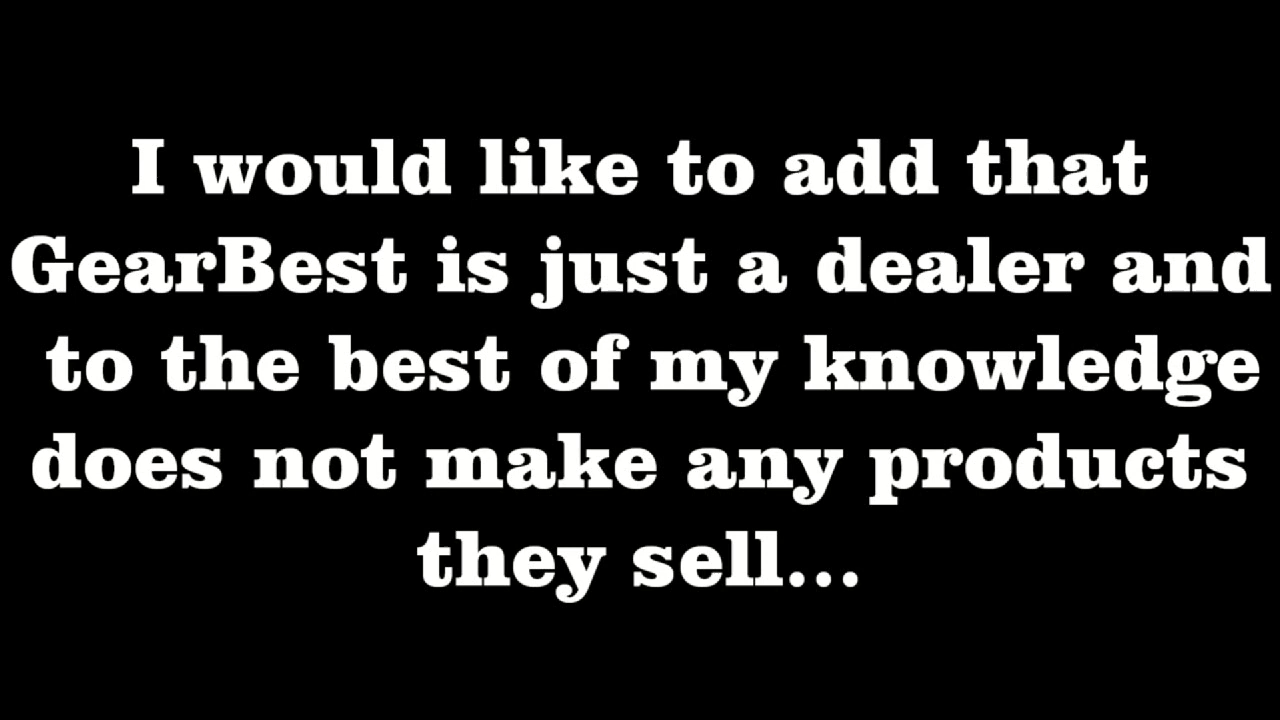 I would like to add that
GearBest is just a dealer and
to the best of my knowledge
does not make any products
they sell...